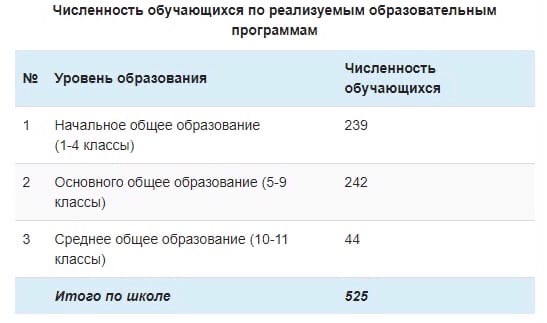 Численность обучающихся по реализуемым образовательным
программам
№ Уровень образования Численность
обучающихся
1 Начальное общее образование 239
(1-4 классы)
2 Основного общее образование (5-9 242
классы)
3 Среднее общее образование (10-11 44
классы)
Итого по школе 525